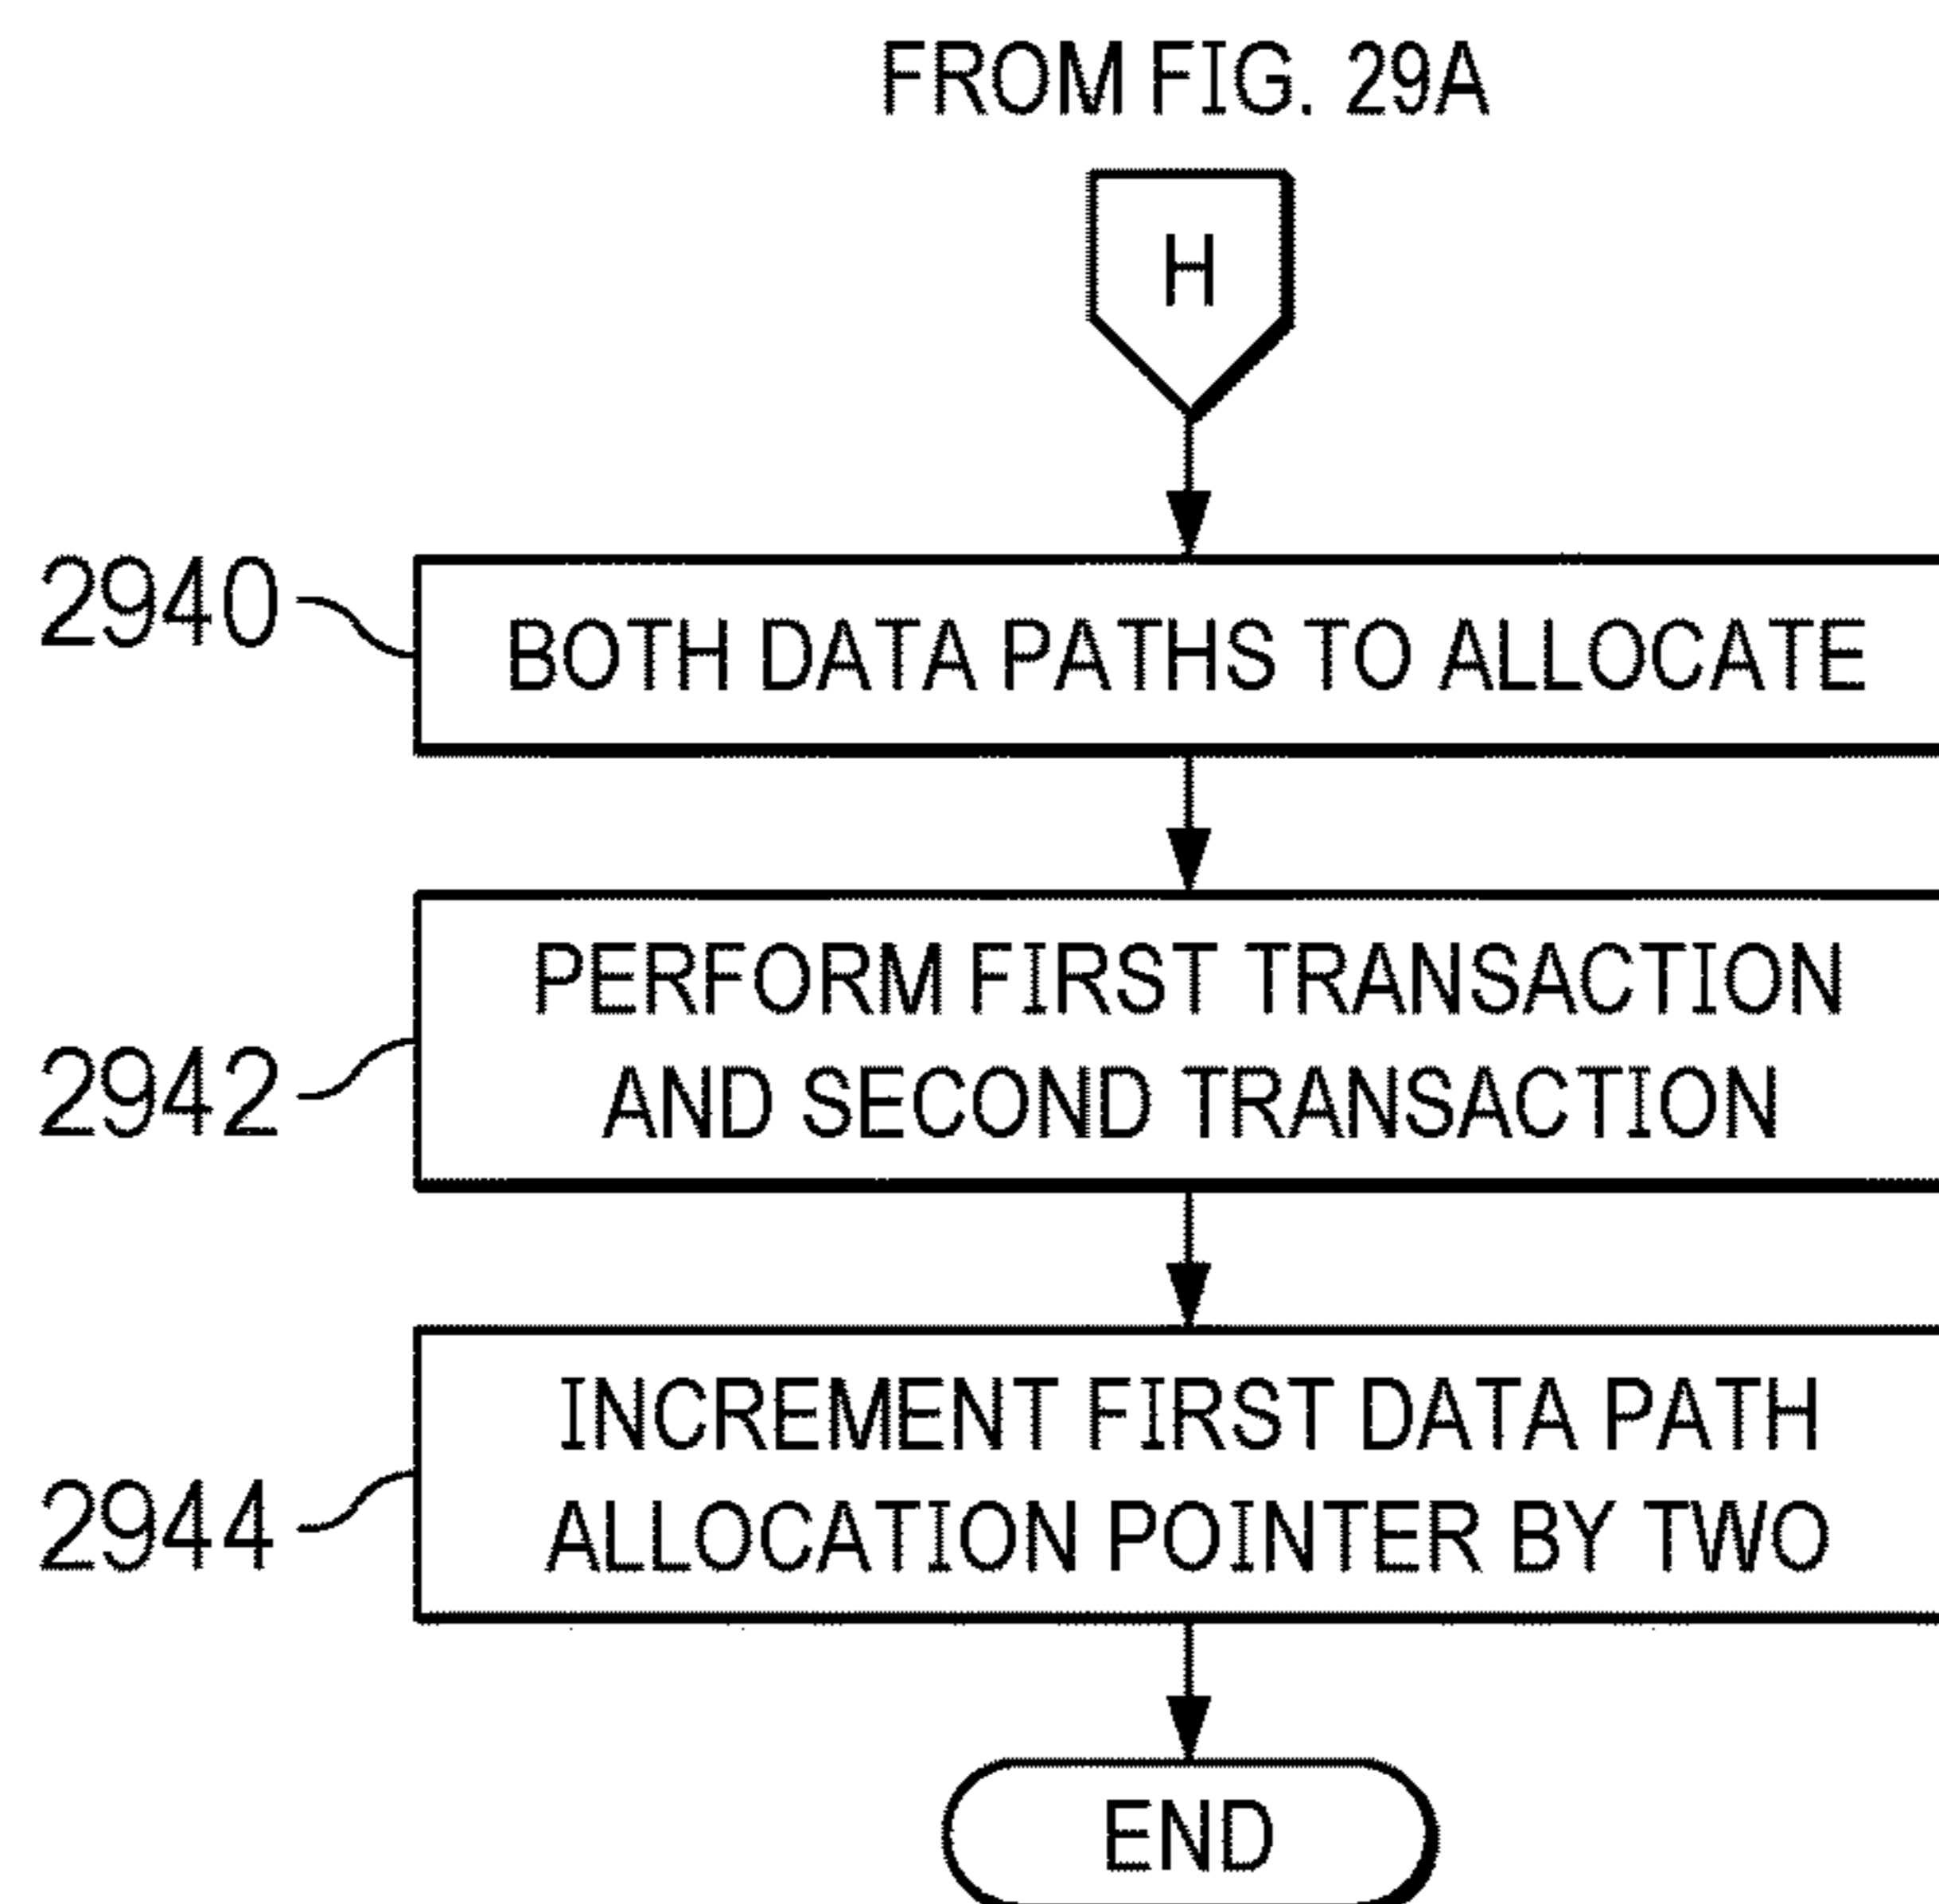 FROM FIG. 29A
H
2940
BOTH DATA PATHS TO ALLOCATE
PERFORM FIRST TRANSACTION
2942
AND SECOND TRANSACTION
INCREMENT FIRST DATA PATH
2944
ALLOCATION POINTER BY TWO
END